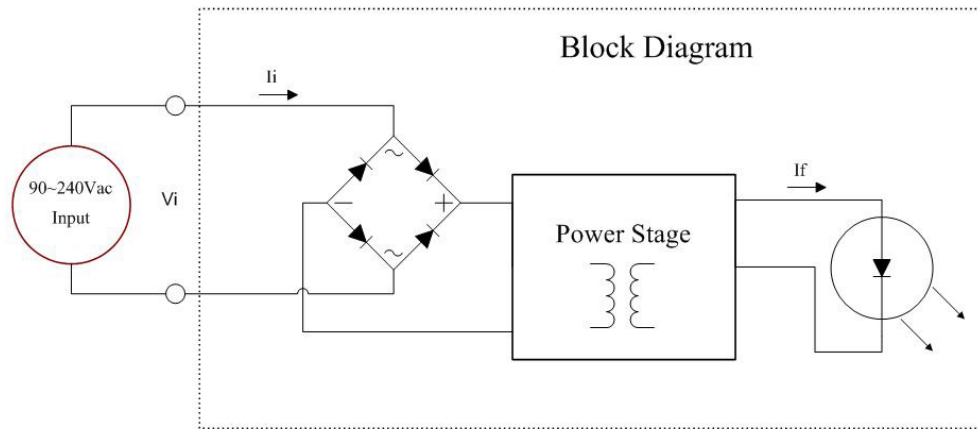 Block Diagram
Ii
90~240Vac
Input
Vi
~
−
+
~
Power Stage
If